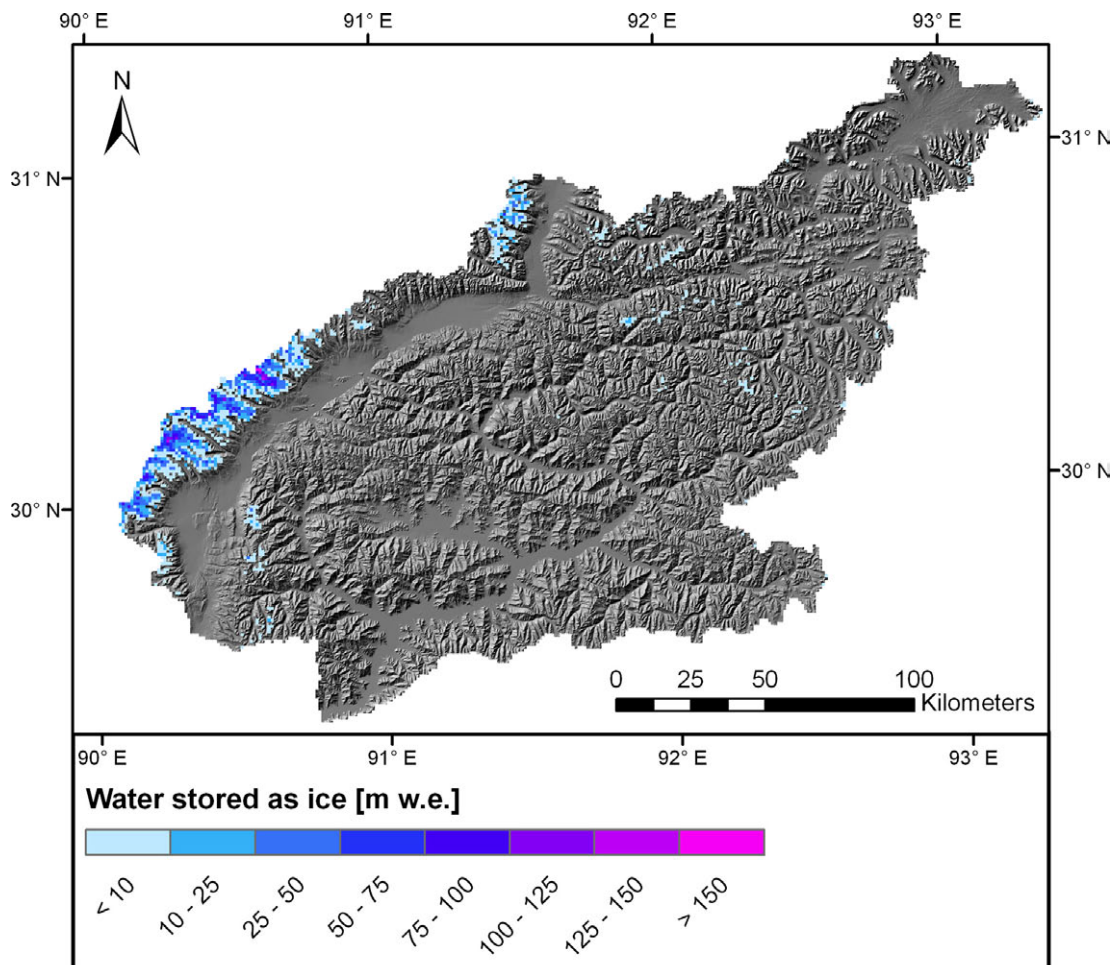 90° E 91° E 92° E 93° E
N
31° N
31° N
30° N
30° N
0 25 50 100
Kilometers
90° E 91° E 92° E 93° E
Water stored as ice [m w.e.]
< 10 10 - 25 25 - 50 50 - 75 75 - 100 100 - 125 125 - 150 > 150